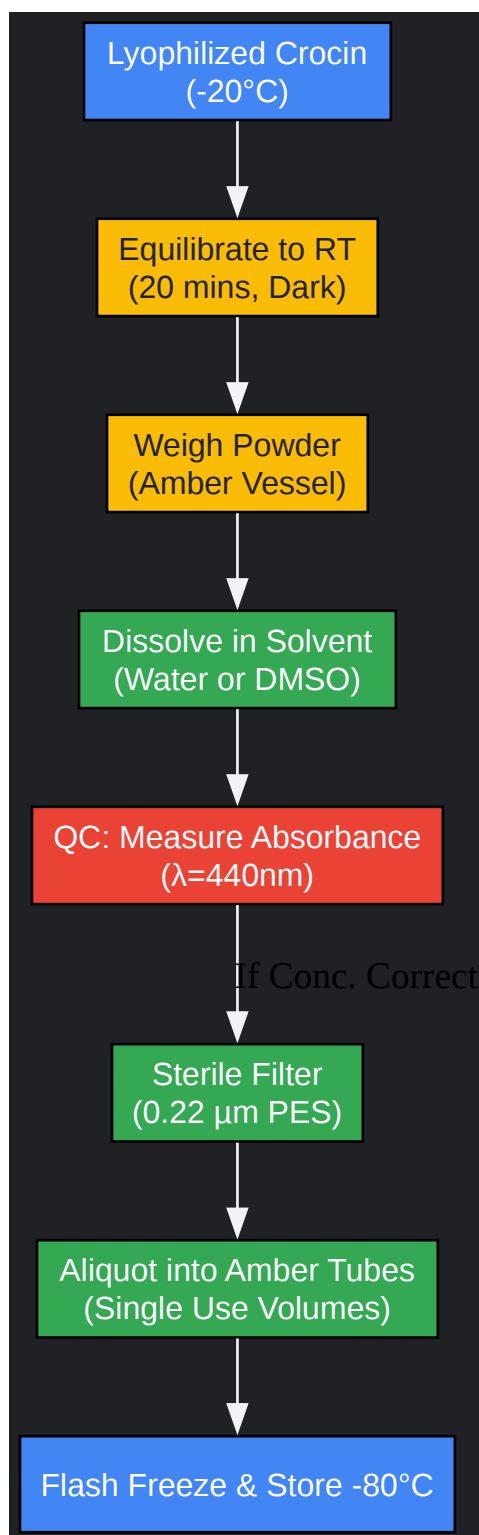 Lyophilized Crocin
(-20°C)
Equilibrate to RT
(20 mins, Dark)
Weigh Powder
(Amber Vessel)
Dissolve in Solvent
(Water or DMSO)
QC: Measure Absorbance
(λ=440nm)
If Conc. Correct
Sterile Filter
(0.22 µm PES)
Aliquot into Amber Tubes
(Single Use Volumes)
Flash Freeze & Store -80°C